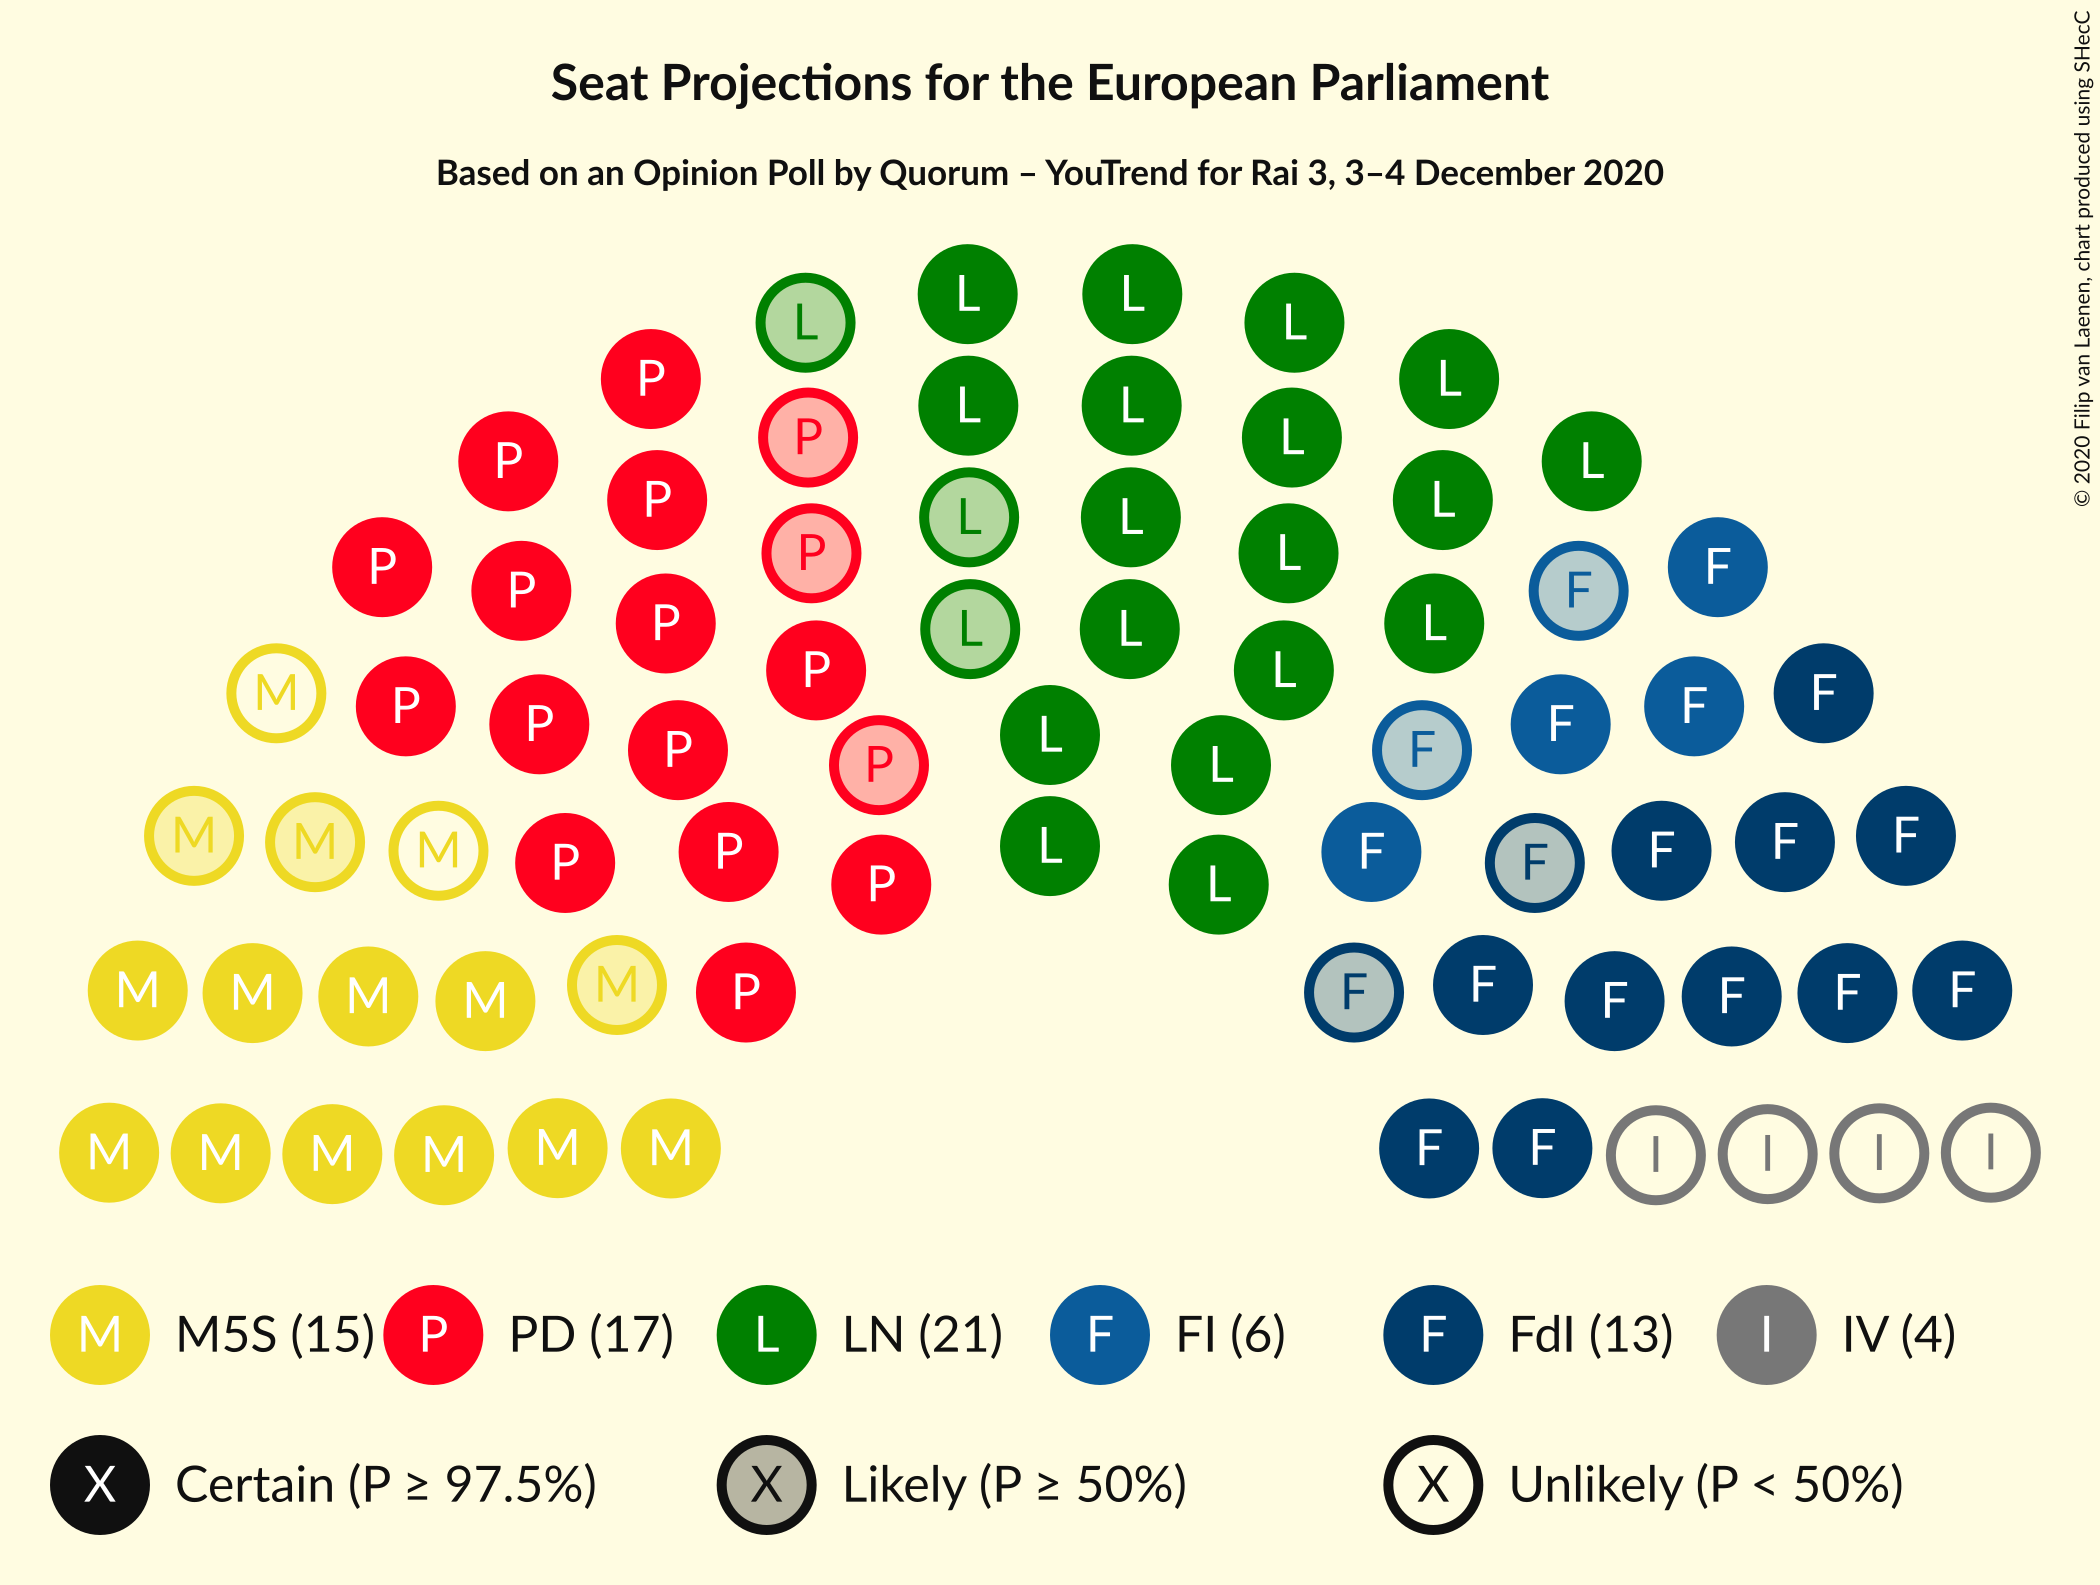 Seat Projections for the European Parliament
Based on an Opinion Poll by Quorum – YouTrend for Rai 3, 3–4 December 2020
© 2020 Filip van Laenen, chart produced using SHecC
L L L L
P L
P P L L L L
P L
P L L L L
P P F F
P P L L L
M P P L F
P P F F
P L L F
M M M P P L F F F F F
P L
M M M M M P F F F F F F
M M M M M M F F I I I I
M M5S (15) P PD (17) L LN (21) F FI (6) F FdI (13) I IV (4)
X Certain (P ≥ 97.5%) X Likely (P ≥ 50%) X Unlikely (P < 50%)